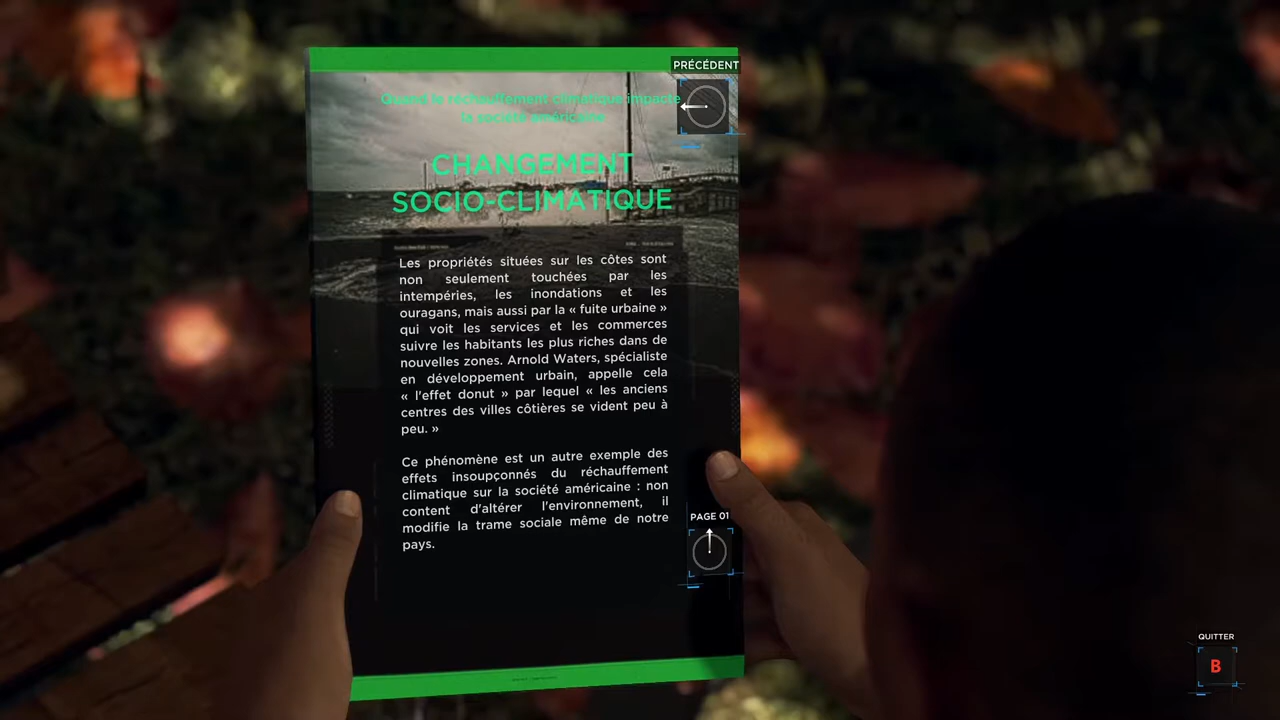 PRÉCÉDENT
Quand le réchauffement climatique impacte
la société américaine
CHANGEMENT
SOCIO-CLIMATIQUE
Les propriétés situées sur les côtes sont
non seulement touchées par les
intempéries, les inondations et les
ouragans, mais aussi par la « fuite urbaine »
qui voit les services et les commerces
suivre les habitants les plus riches dans de
nouvelles zones. Arnold Waters, spécialiste
en dévéloppement urbain, appelle cela
« l'effet donut » par lequel « les anciens
centres des villes côtières se vident peu à
peu. »
Ce phénomène est un autre exemple des
effets insoupçonnés du réchauffement
climatique sur la société américaine : non
content d'altérer l'environnement, il
modifie la trame sociale même de notre
pays.
PAGE 01
QUITTER
B